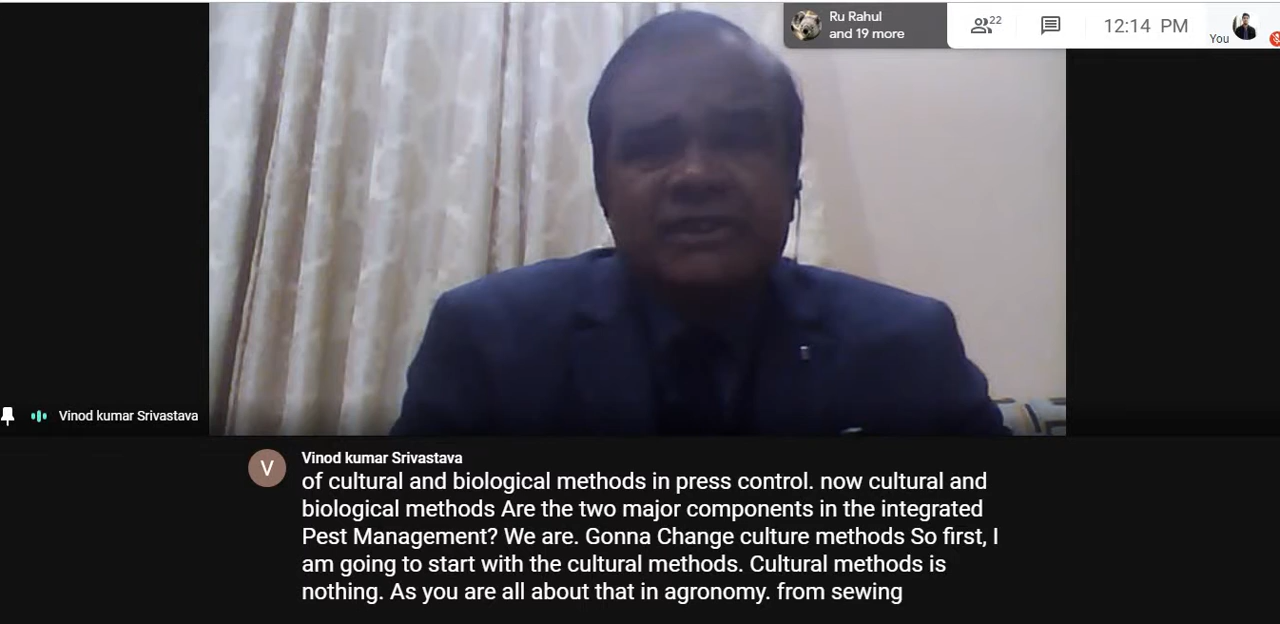 Ru Rahul
and 19 more
22
12:14 PM
You
Vinod kumar Srivastava
V
Vinod kumar Srivastava
of cultural and biological methods in press control. now cultural and
biological methods Are the two major components in the integrated
Pest Management? We are. Gonna Change culture methods So first, I
am going to start with the cultural methods. Cultural methods is
nothing. As you are all about that in agronomy. from sewing